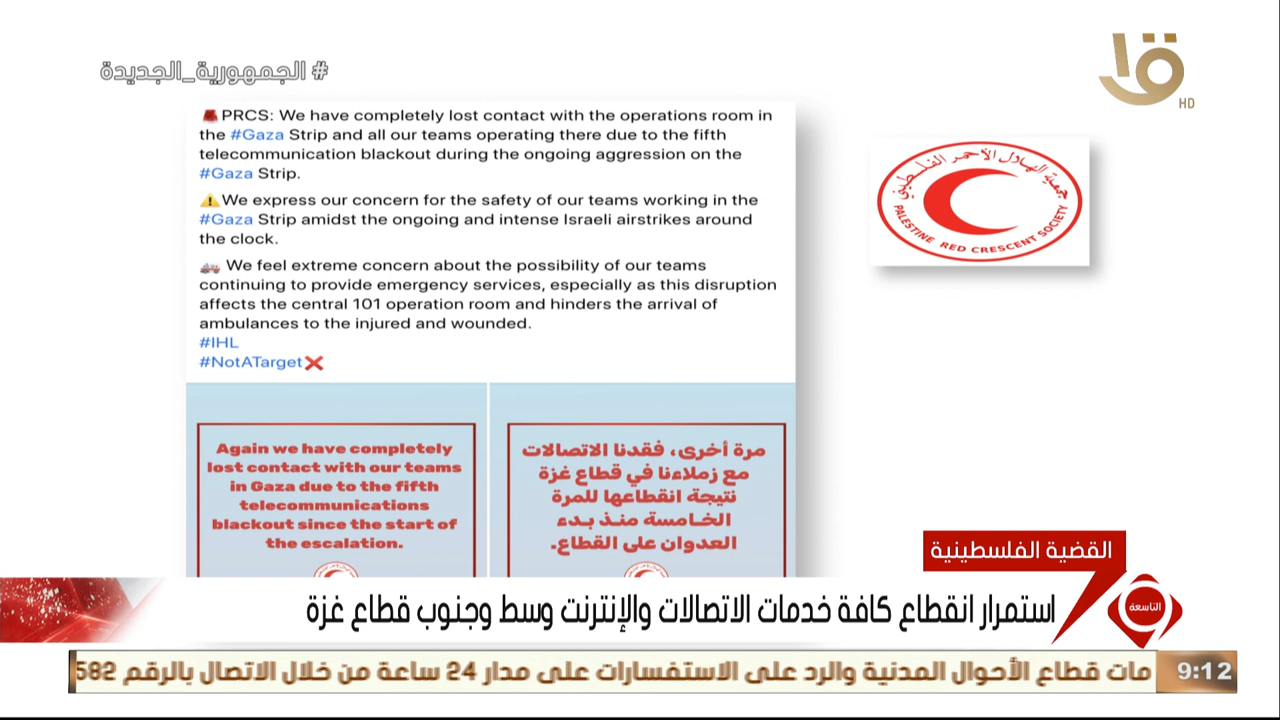 # الجمهورية_الجديدة
HD
PRCS: We have completely lost contact with the operations room in
the #Gaza Strip and all our teams operating there due to the fifth
telecommunication blackout during the ongoing aggression on the
#Gaza Strip.
⚠️We express our concern for the safety of our teams working in the
#Gaza Strip amidst the ongoing and intense Israeli airstrikes around
the clock.
🚑 We feel extreme concern about the possibility of our teams
continuing to provide emergency services, especially as this disruption
affects the central 101 operation room and hinders the arrival of
ambulances to the injured and wounded.
#IHL
#NotATarget❌
جمعية الهلال الأحمر الفلسطيني
PALESTINE RED CRESCENT SOCIETY
Again we have completely
lost contact with our teams
in Gaza due to the fifth
telecommunications
blackout since the start of
the escalation.
مرة أخرى، فقدنا الاتصالات
مع زملاءنا في قطاع غزة
نتيجة انقطاعها للمرة
الخامسة منذ بدء
العدوان على القطاع.
القضية الفلسطينية
التاسعة
استمرار انقطاع كافة خدمات الاتصالات والإنترنت وسط وجنوب قطاع غزة
9:12
مات قطاع الأحوال المدنية والرد على الاستفسارات على مدار 24 ساعة من خلال الاتصال بالرقم 582